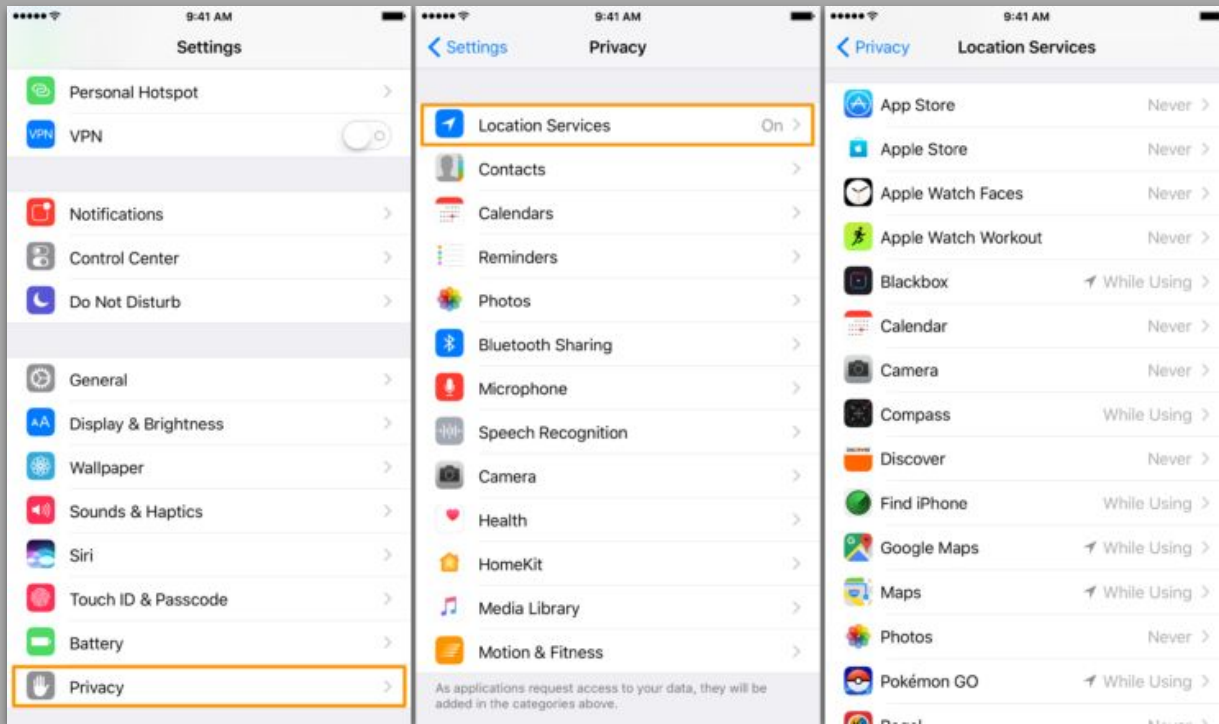 9:41 AM
Settings
Personal Hotspot
VPN VPN
Notifications
Control Center
Do Not Disturb
General
AA Display & Brightness
Wallpaper
Sounds & Haptics
Siri
Touch ID & Passcode
Battery
Privacy
9:41 AM
Settings Privacy
Location Services On
Contacts
Calendars
Reminders
Photos
Bluetooth Sharing
Microphone
Speech Recognition
Camera
Health
HomeKit
Media Library
Motion & Fitness
As applications request access to your data, they will be
added in the categories above.
9:41 AM
Privacy Location Services
App Store Never
Apple Store Never
Apple Watch Faces Never
Apple Watch Workout Never
Blackbox While Using
Calendar Never
Camera Never
Compass While Using
Discover Never
Find iPhone While Using
Google Maps While Using
Maps While Using
Photos Never
Pokémon GO While Using